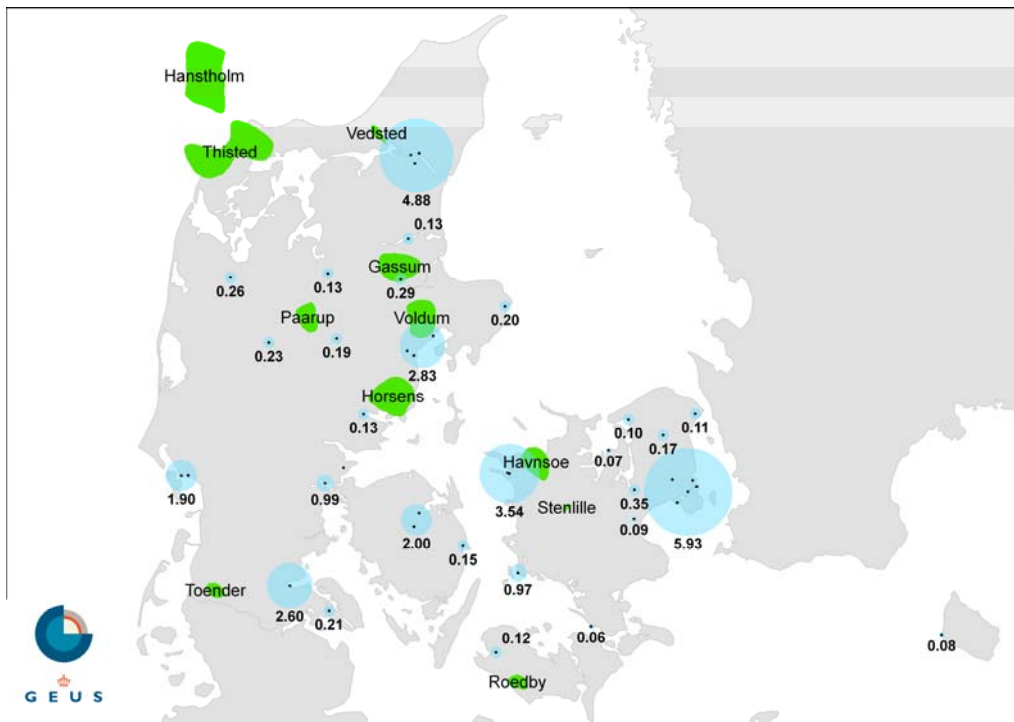 Hanstholm
Vedsted
Thisted
4.88
0.13
Gassum
0.26
0.13
0.29
0.20
Paarup
Voldum
0.23
0.19
2.83
Horsens
0.13
0.10
0.11
0.17
0.07
Havnsoe
1.90
0.99
3.54
Stenlille
0.35
0.09
2.00
5.93
0.15
0.97
Toender
2.60
0.21
0.12
0.06
0.08
Roedby
GEUS